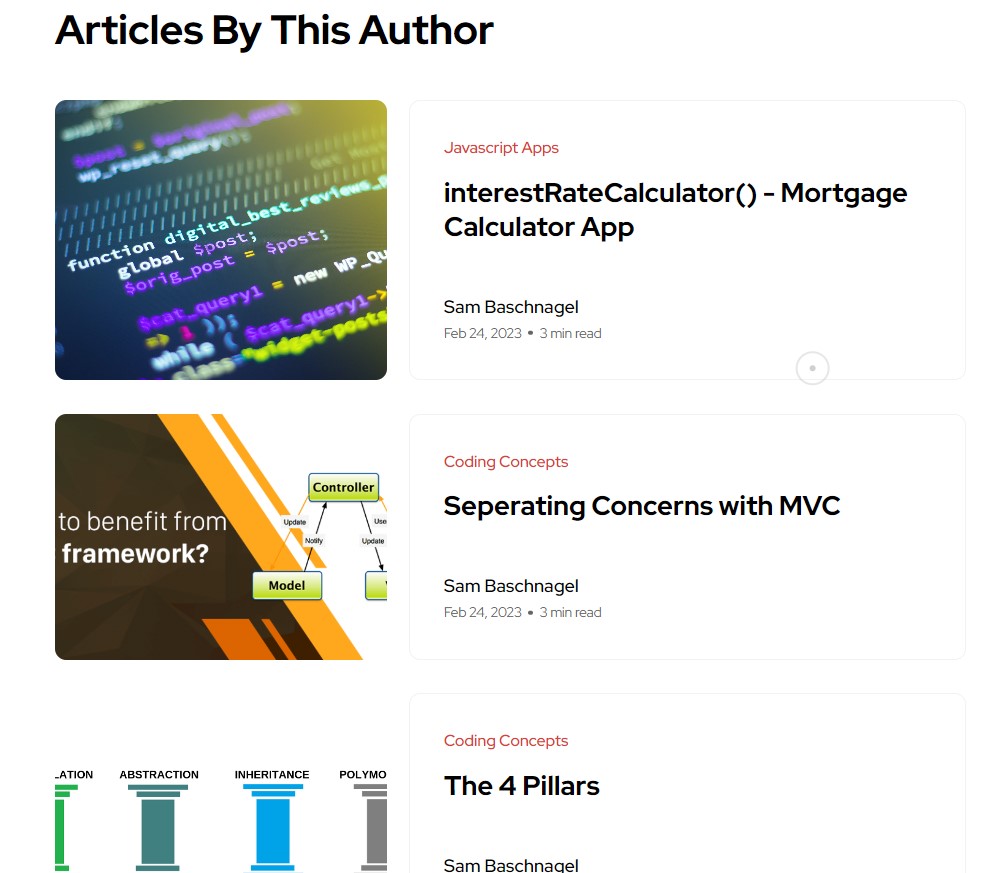 Articles By This Author
$post = $original_post;
wp_reset_query();
function digital_best_reviews_
global $post;
$orig_post = $post;
$cat_query1 = new WP_Qu
=> 1 ));
while ( $cat_query1->
class="widget-posts
Javascript Apps
interestRateCalculator() - Mortgage
Calculator App
Sam Baschnagel
Feb 24, 2023 • 3 min read
to benefit from
framework?
Controller
Update
Use
Notify
Update
Model
Coding Concepts
Seperating Concerns with MVC
Sam Baschnagel
Feb 24, 2023 • 3 min read
LATION ABSTRACTION INHERITANCE POLYMO
Coding Concepts
The 4 Pillars
Sam Baschnagel